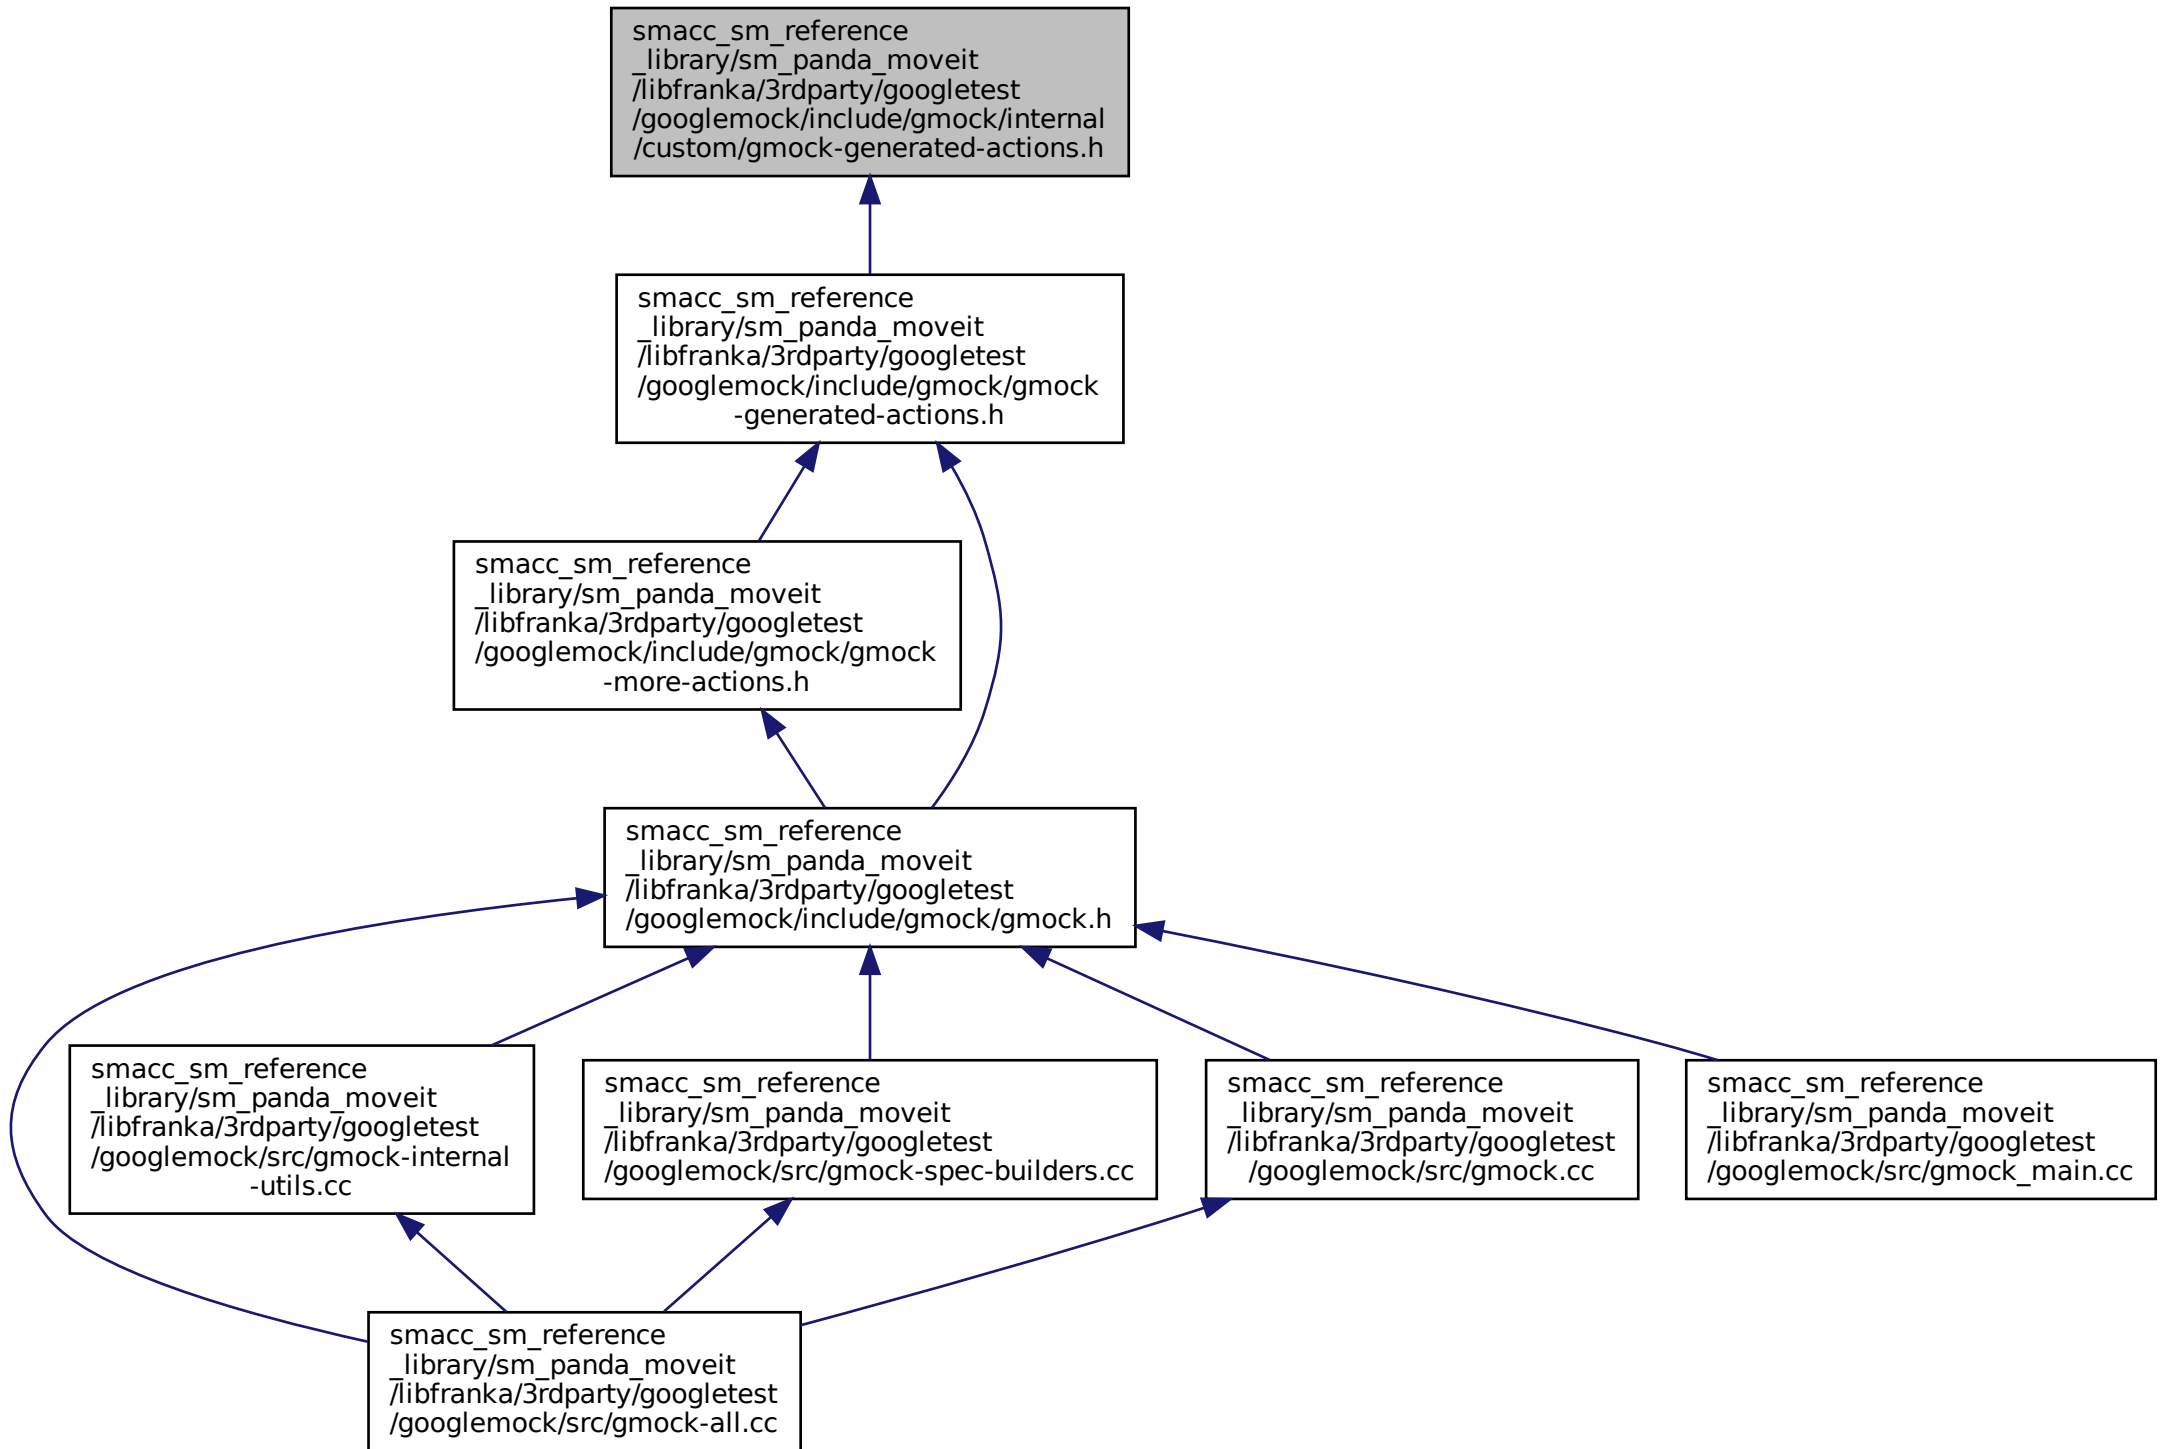 smacc_sm_reference
_library/sm_panda_moveit
/libfranka/3rdparty/googletest
/googlemock/include/gmock/internal
/custom/gmock-generated-actions.h
smacc_sm_reference
_library/sm_panda_moveit
/libfranka/3rdparty/googletest
/googlemock/include/gmock/gmock
-generated-actions.h
smacc_sm_reference
_library/sm_panda_moveit
/libfranka/3rdparty/googletest
/googlemock/include/gmock/gmock
-more-actions.h
smacc_sm_reference
_library/sm_panda_moveit
/libfranka/3rdparty/googletest
/googlemock/include/gmock/gmock.h
smacc_sm_reference
_library/sm_panda_moveit
/libfranka/3rdparty/googletest
/googlemock/src/gmock-internal
-utils.cc
smacc_sm_reference
_library/sm_panda_moveit
/libfranka/3rdparty/googletest
/googlemock/src/gmock-spec-builders.cc
smacc_sm_reference
_library/sm_panda_moveit
/libfranka/3rdparty/googletest
/googlemock/src/gmock.cc
smacc_sm_reference
_library/sm_panda_moveit
/libfranka/3rdparty/googletest
/googlemock/src/gmock_main.cc
smacc_sm_reference
_library/sm_panda_moveit
/libfranka/3rdparty/googletest
/googlemock/src/gmock-all.cc